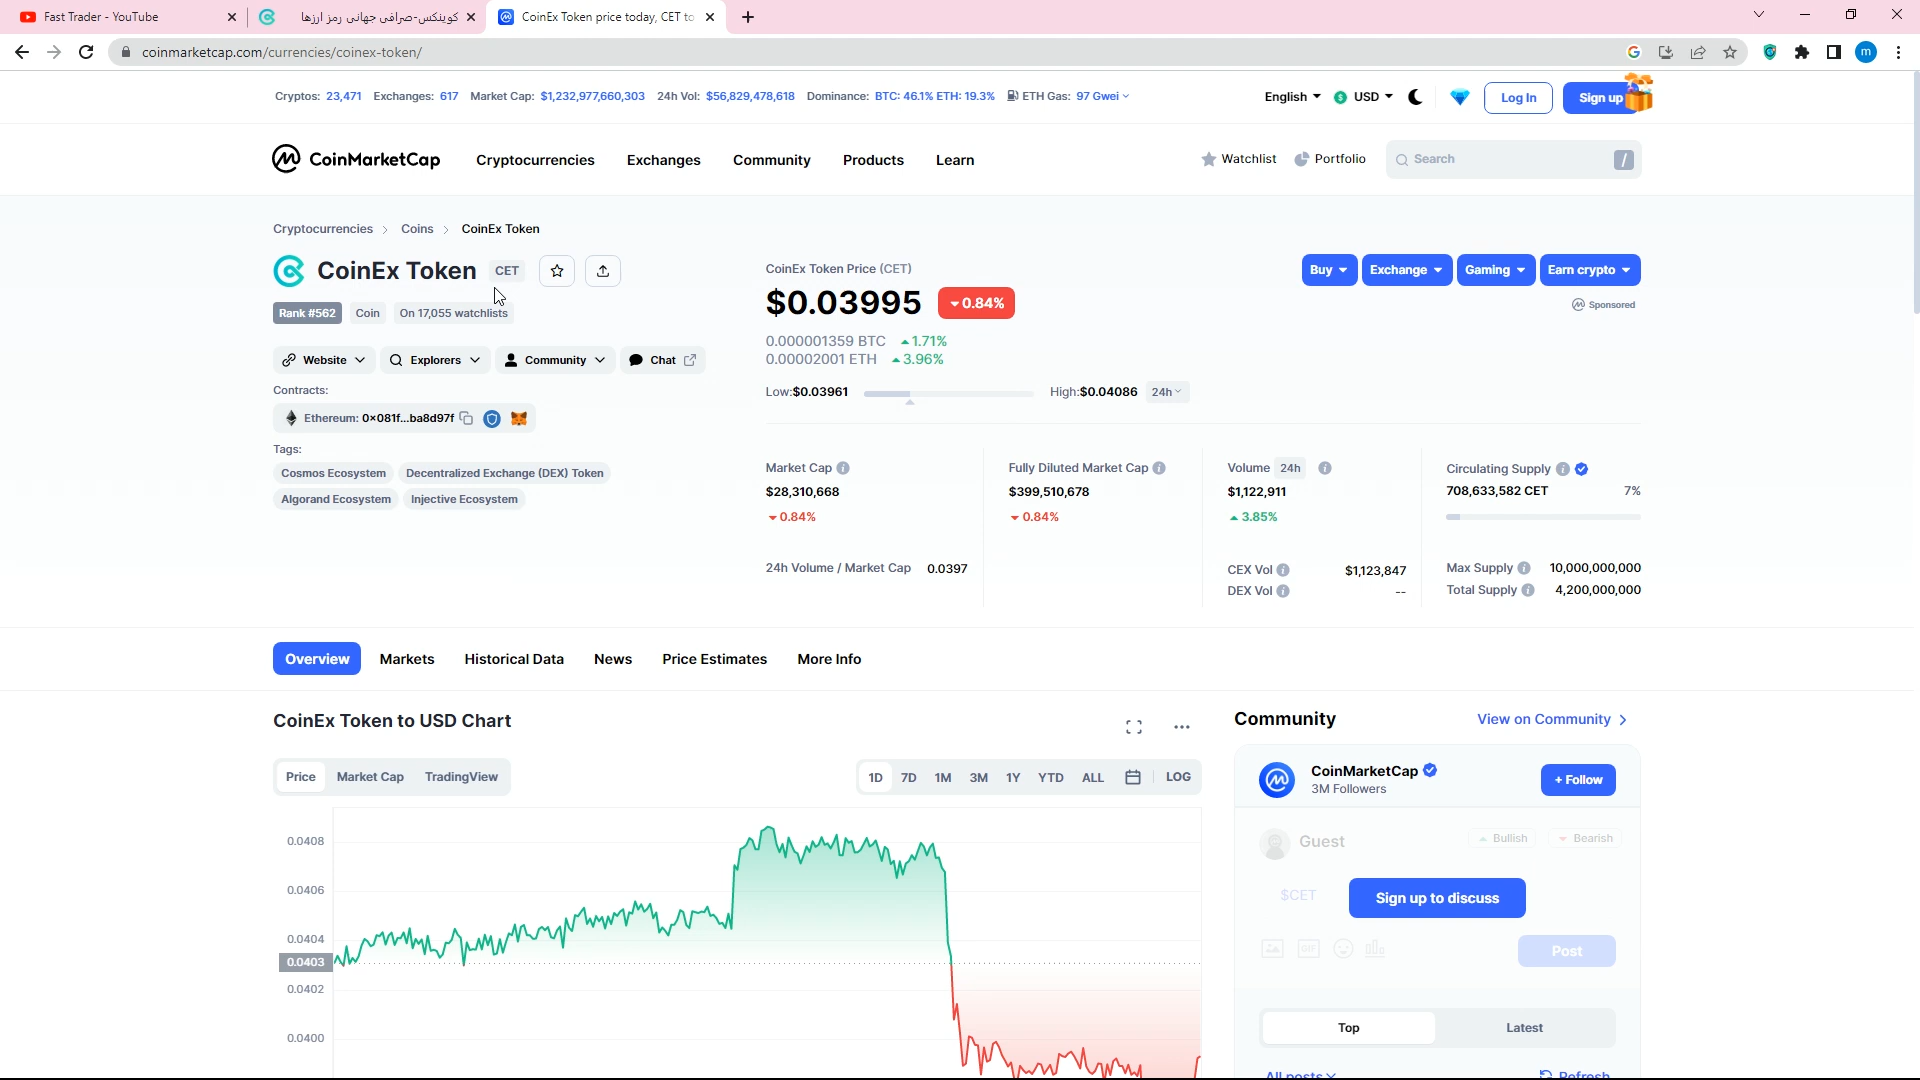 Fast Trader - YouTube
کوینکس-صرافی جهانی رمز ارزها
CoinEx Token price today, CET to
coinmarketcap.com/currencies/coinex-token/
m
Cryptos: 23,471 Exchanges: 617 Market Cap: $1,232,977,660,303 24h Vol: $56,829,478,618 Dominance: BTC: 46.1% ETH: 19.3% ETH Gas: 97 Gwei
English USD Log In Sign up
CoinMarketCap Cryptocurrencies Exchanges Community Products Learn
Watchlist Portfolio Search /
Cryptocurrencies > Coins > CoinEx Token
CoinEx Token CET
Rank #562 Coin On 17,055 watchlists
Website Explorers Community Chat
Contracts:
Ethereum: 0x081f...ba8d97f
Tags:
Cosmos Ecosystem Decentralized Exchange (DEX) Token
Algorand Ecosystem Injective Ecosystem
CoinEx Token Price (CET)
$0.03995 0.84%
0.000001359 BTC 1.71%
0.00002001 ETH 3.96%
Low:$0.03961 High:$0.04086 24h
Buy Exchange Gaming Earn crypto
Sponsored
Market Cap
$28,310,668
0.84%
24h Volume / Market Cap 0.0397
Fully Diluted Market Cap
$399,510,678
0.84%
Volume 24h
$1,122,911
3.85%
CEX Vol $1,123,847
DEX Vol --
Circulating Supply
708,633,582 CET 7%
Max Supply 10,000,000,000
Total Supply 4,200,000,000
Overview Markets Historical Data News Price Estimates More Info
CoinEx Token to USD Chart
Price Market Cap TradingView
1D 7D 1M 3M 1Y YTD ALL LOG
0.0408
0.0406
0.0404
0.0403
0.0402
0.0400
Community View on Community >
CoinMarketCap
3M Followers
+ Follow
Guest Bullish Bearish
$CET
Sign up to discuss
GIF
Post
Top Latest
All posts Refresh